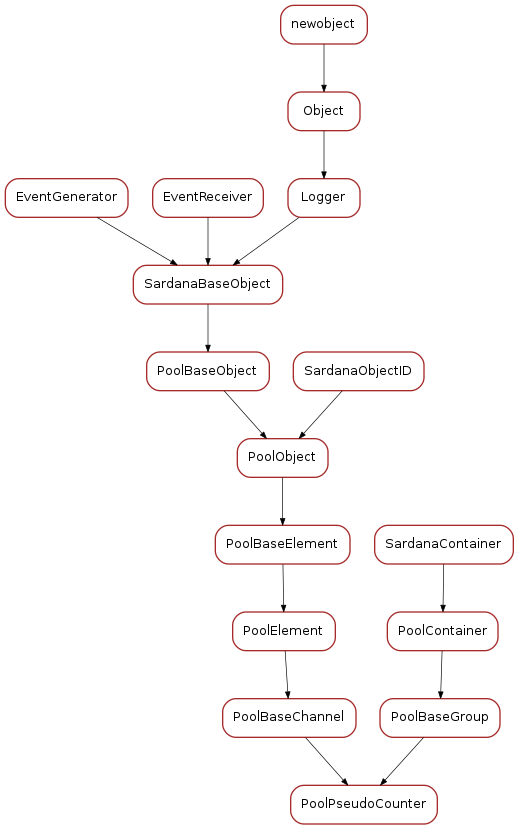 newobject
Object
EventGenerator
EventReceiver
Logger
SardanaBaseObject
PoolBaseObject
SardanaObjectID
PoolObject
PoolBaseElement
SardanaContainer
PoolElement
PoolContainer
PoolBaseChannel
PoolBaseGroup
PoolPseudoCounter